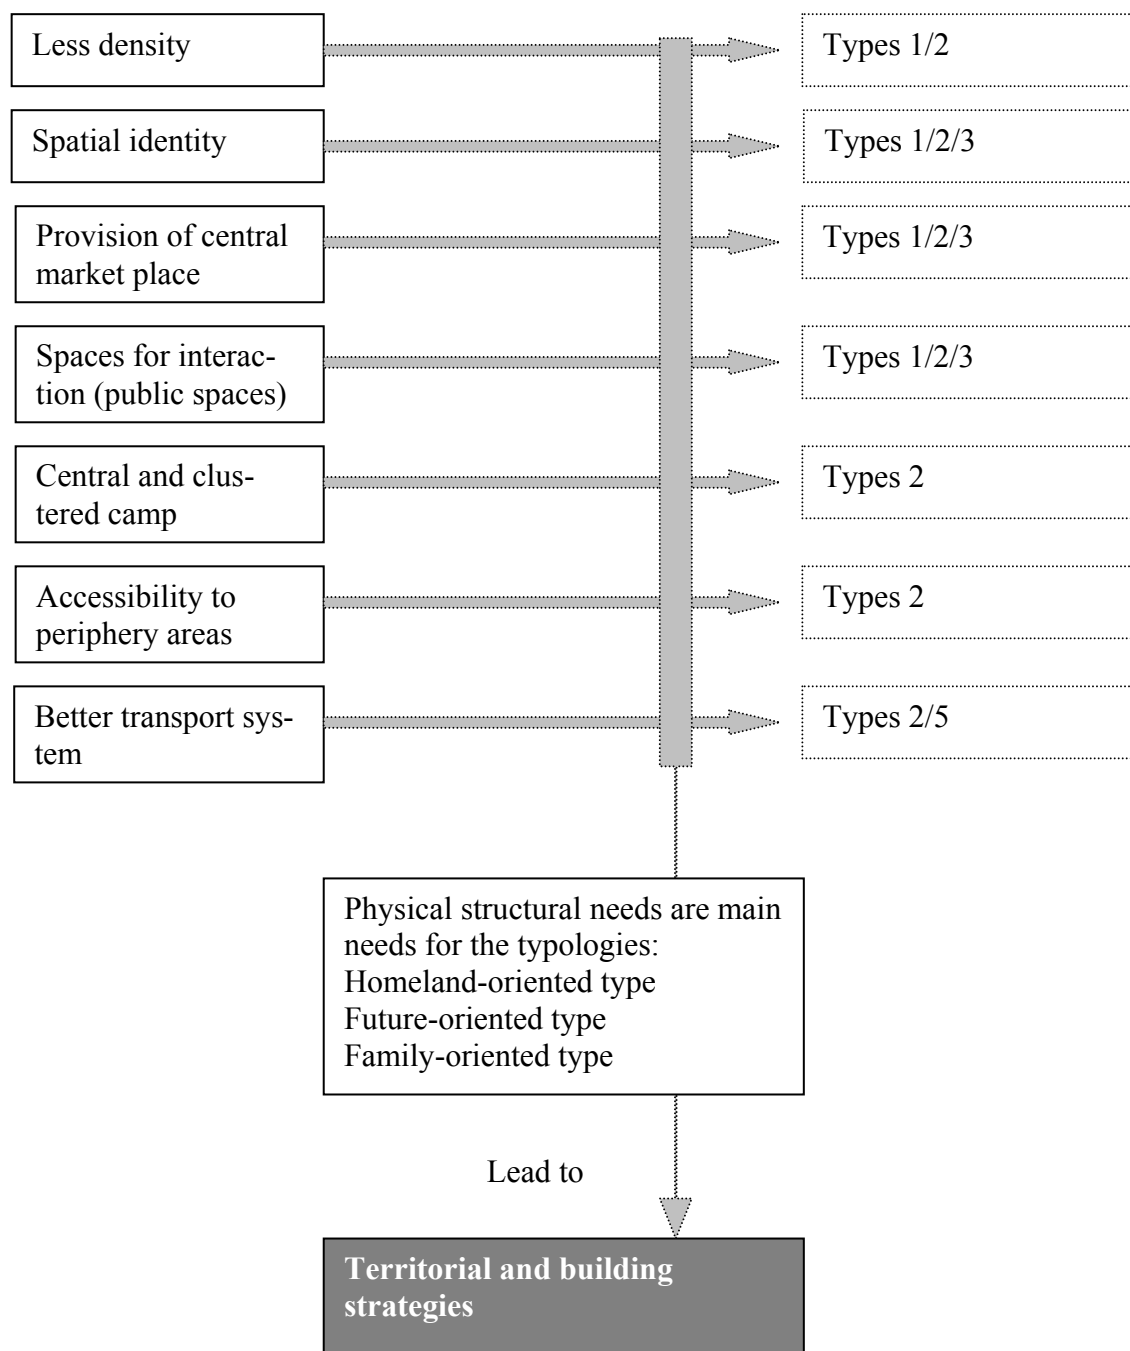 Less density
Types 1/2
Spatial identity
Types 1/2/3
Provision of central
market place
Types 1/2/3
Spaces for interac-
tion (public spaces)
Types 1/2/3
Central and clus-
tered camp
Types 2
Accessibility to
periphery areas
Types 2
Better transport sys-
tem
Types 2/5
Physical structural needs are main
needs for the typologies:
Homeland-oriented type
Future-oriented type
Family-oriented type
Lead to
Territorial and building
strategies